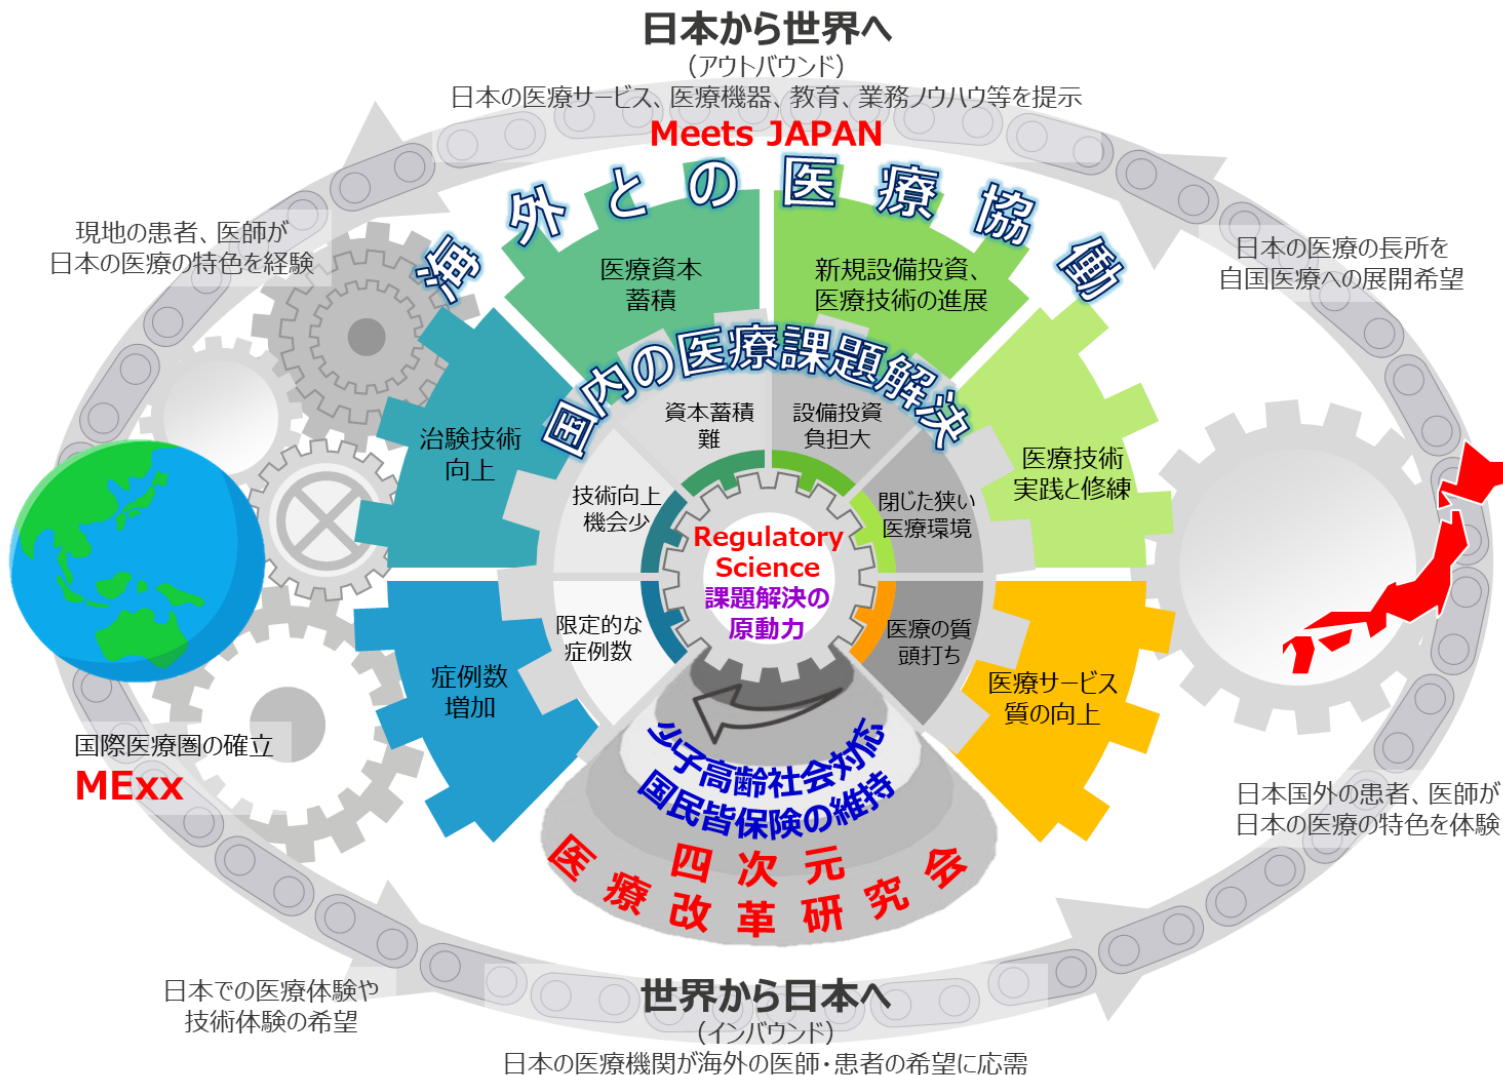 日本から世界へ
（アウトバウンド）
日本の医療サービス、医療機器、教育、業務ノウハウ等を提示
Meets JAPAN
海外との医療協働
現地の患者、医師が
日本の医療の特色を経験
日本の医療の長所を
自国医療への展開希望
医療資本
蓄積
新規設備投資、
医療技術の進展
国内の医療課題解決
治験技術
向上
資本蓄積
難
設備投資
負担大
医療技術
実践と修練
技術向上
機会少
閉じた狭い
医療環境
Regulatory
Science
課題解決の
原動力
限定的な
症例数
医療の質
頭打ち
症例数
増加
医療サービス
質の向上
少子高齢社会対応
国民皆保険の維持
四次元
医療改革研究会
国際医療圏の確立
MExx
日本国外の患者、医師が
日本の医療の特色を体験
日本での医療体験や
技術体験の希望
世界から日本へ
（インバウンド）
日本の医療機関が海外の医師・患者の希望に応需